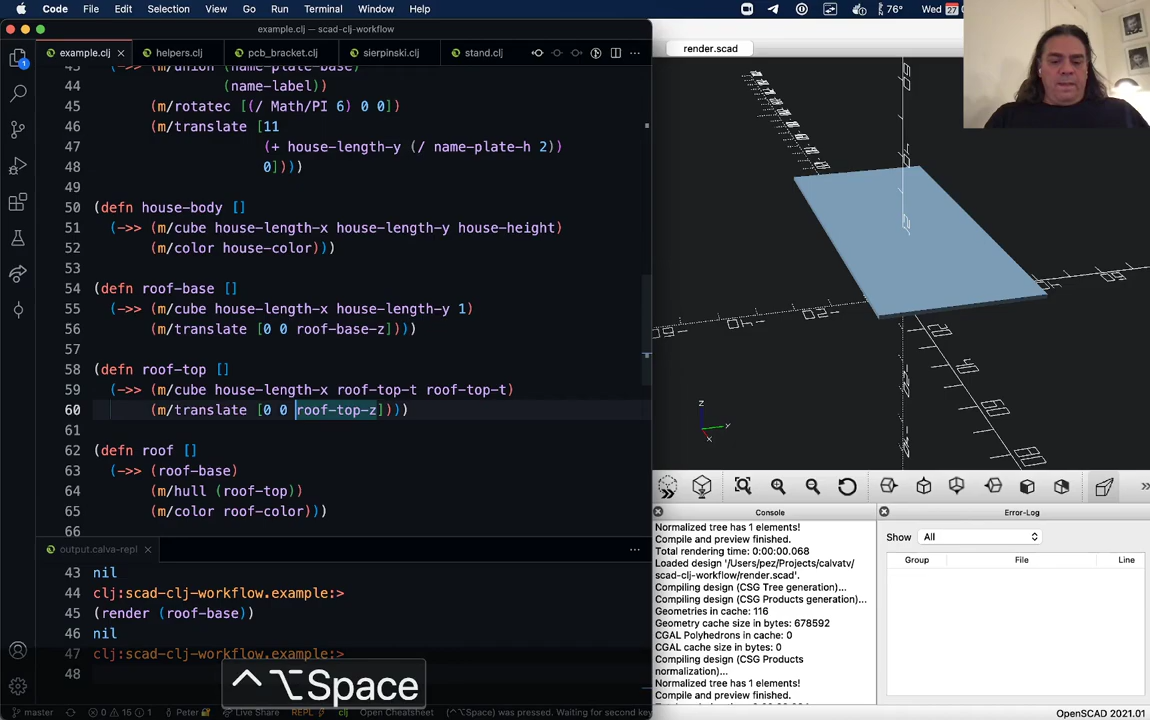 Code File Edit Selection View Go Run Terminal Window Help
76° Wed 27
example.clj — scad-clj-workflow
example.clj helpers.clj pcb_bracket.clj sierpinski.clj stand.clj
render.scad
(->> (m/union (name-plate-base)
44 (name-label))
45 (m/rotatec [(/ Math/PI 6) 0 0])
46 (m/translate [11
47 (+ house-length-y (/ name-plate-h 2))
48 0])))
49
50 (defn house-body []
51 (->> (m/cube house-length-x house-length-y house-height)
52 (m/color house-color)))
53
54 (defn roof-base []
55 (->> (m/cube house-length-x house-length-y 1)
56 (m/translate [0 0 roof-base-z])))
57
58 (defn roof-top []
59 (->> (m/cube house-length-x roof-top-t roof-top-t)
60 (m/translate [0 0 roof-top-z])))
61
62 (defn roof []
63 (->> (roof-base)
64 (m/hull (roof-top))
65 (m/color roof-color)))
66
output.calva-repl
43 nil
44 clj:scad-clj-workflow.example:>
45 (render (roof-base))
46 nil
47 clj:scad-clj-workflow.example:>
48
^⌥Space
master 0 16 1 Peter Live Share REPL clj Open Cheatsheet (^⌥Space) was pressed. Waiting for second key
z
y
x
Console
Normalized tree has 1 elements!
Compile and preview finished.
Total rendering time: 0:00:00.068
Loaded design '/Users/pez/Projects/calvatv/
scad-clj-workflow/render.scad'.
Compiling design (CSG Tree generation)...
Compiling design (CSG Products generation)...
Geometries in cache: 116
Geometry cache size in bytes: 678592
CGAL Polyhedrons in cache: 0
CGAL cache size in bytes: 0
Compiling design (CSG Products
normalization)...
Normalized tree has 1 elements!
Compile and preview finished.
Error-Log
Show All
Group File Line
OpenSCAD 2021.01